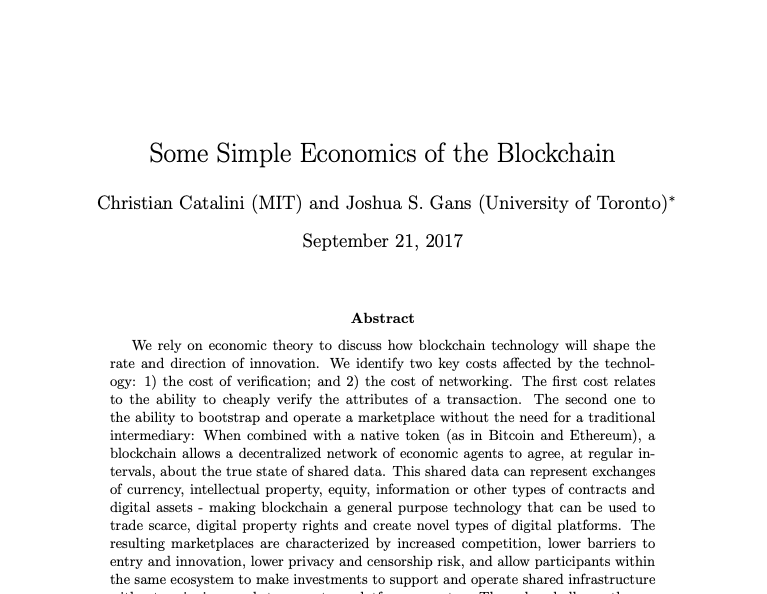 Some Simple Economics of the Blockchain
Christian Catalini (MIT) and Joshua S. Gans (University of Toronto)*
September 21, 2017
Abstract
We rely on economic theory to discuss how blockchain technology will shape the
rate and direction of innovation. We identify two key costs affected by the technol-
ogy: 1) the cost of verification; and 2) the cost of networking. The first cost relates
to the ability to cheaply verify the attributes of a transaction. The second one to
the ability to bootstrap and operate a marketplace without the need for a traditional
intermediary: When combined with a native token (as in Bitcoin and Ethereum), a
blockchain allows a decentralized network of economic agents to agree, at regular in-
tervals, about the true state of shared data. This shared data can represent exchanges
of currency, intellectual property, equity, information or other types of contracts and
digital assets - making blockchain a general purpose technology that can be used to
trade scarce, digital property rights and create novel types of digital platforms. The
resulting marketplaces are characterized by increased competition, lower barriers to
entry and innovation, lower privacy and censorship risk, and allow participants within
the same ecosystem to make investments to support and operate shared infrastructure